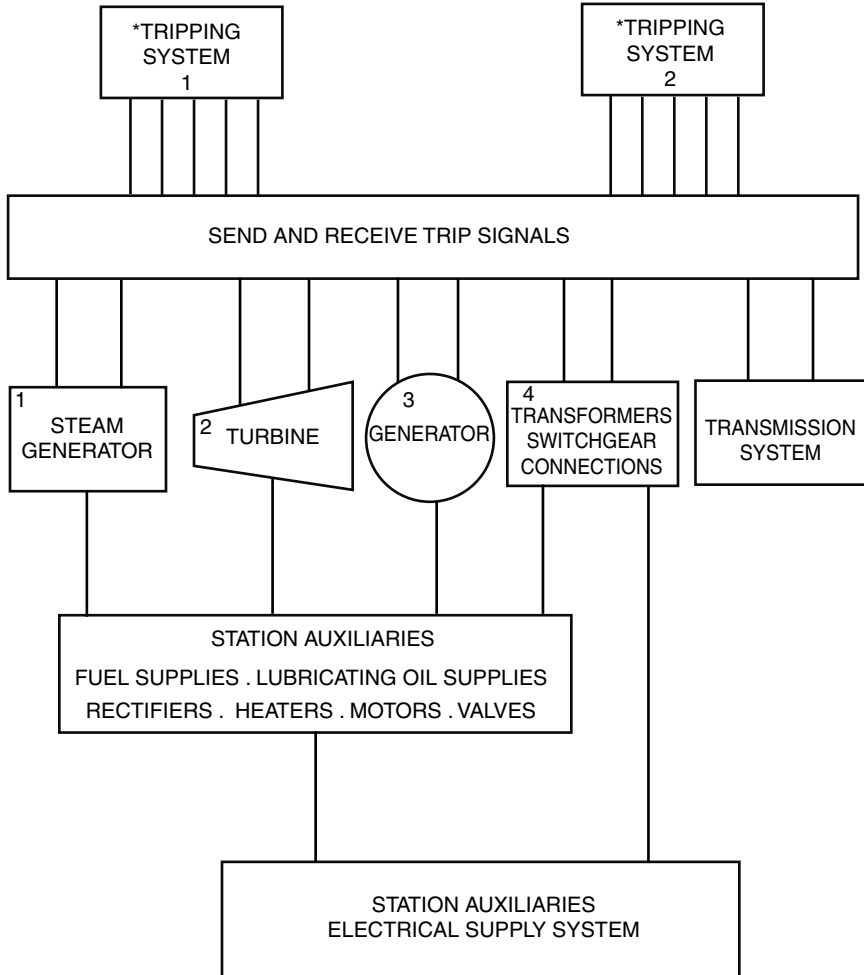 *TRIPPING
SYSTEM
1
*TRIPPING
SYSTEM
2
SEND AND RECEIVE TRIP SIGNALS
1
STEAM
GENERATOR
2 TURBINE
3
GENERATOR
4
TRANSFORMERS
SWITCHGEAR
CONNECTIONS
TRANSMISSION
SYSTEM
STATION AUXILIARIES
FUEL SUPPLIES . LUBRICATING OIL SUPPLIES
RECTIFIERS . HEATERS . MOTORS . VALVES
STATION AUXILIARIES
ELECTRICAL SUPPLY SYSTEM